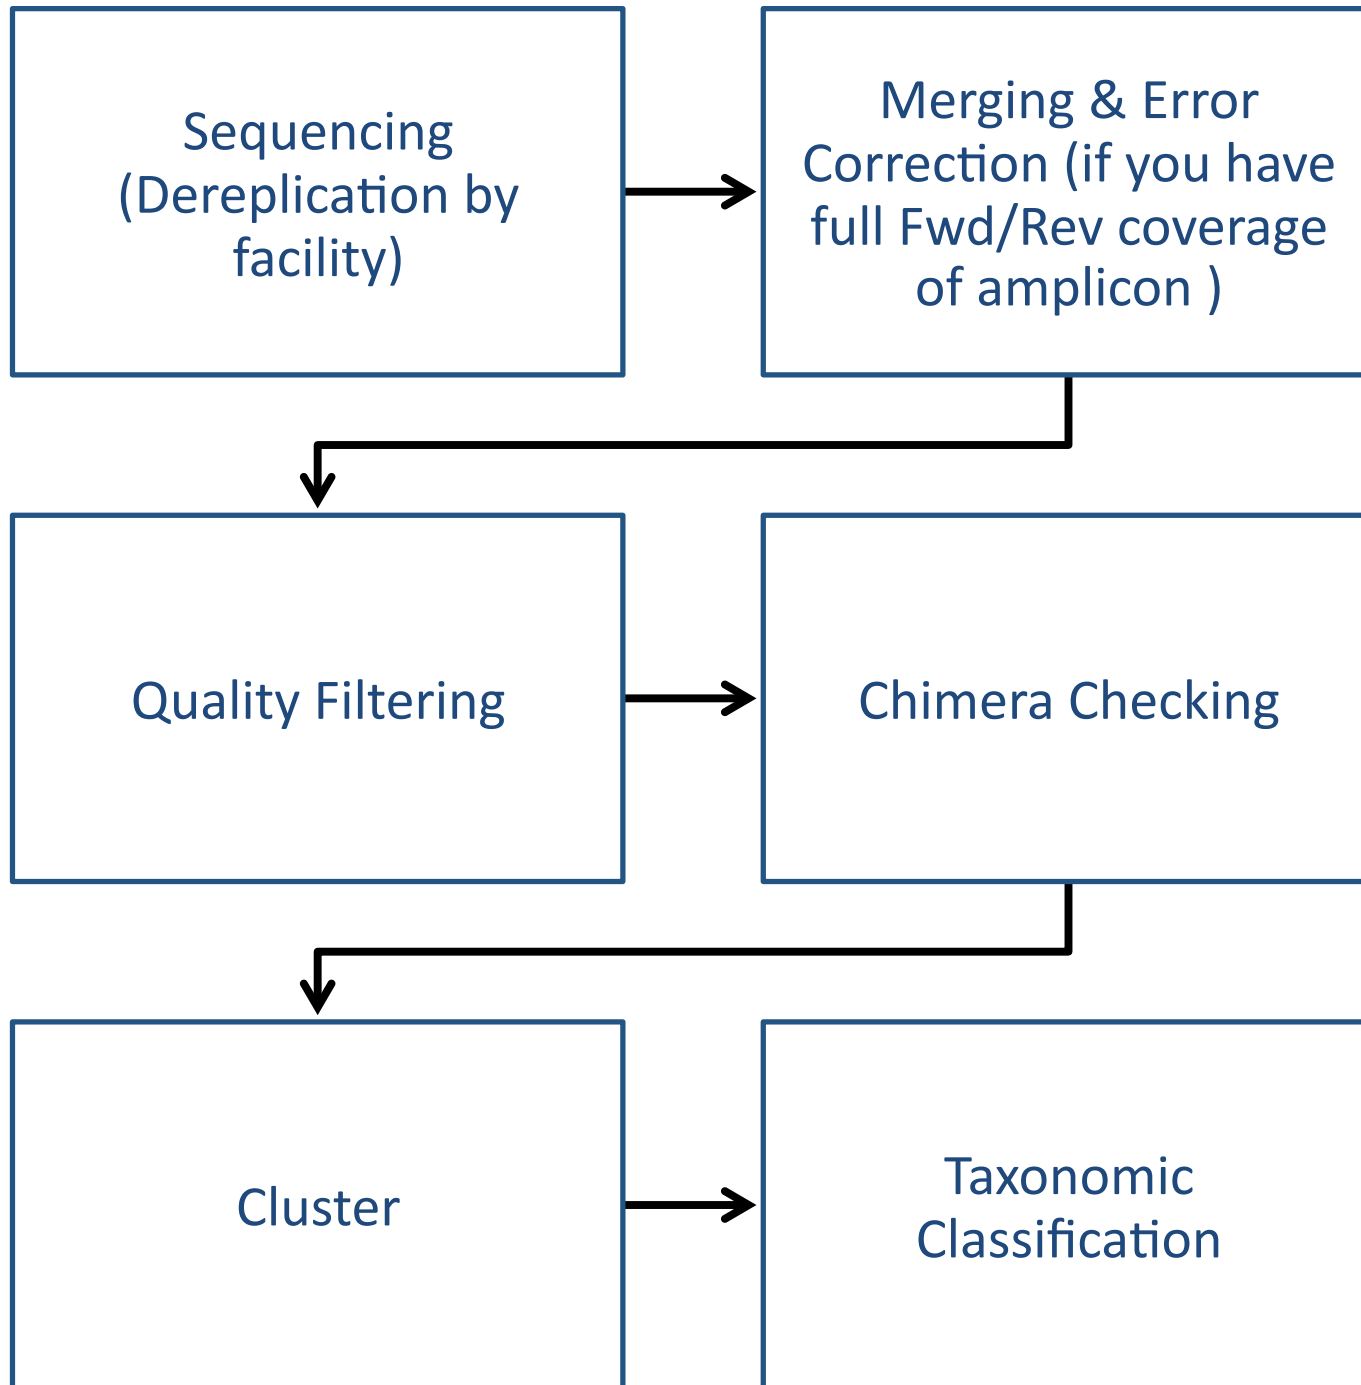 Sequencing
(Dereplication by
facility)
Merging & Error
Correction (if you have
full Fwd/Rev coverage
of amplicon )
Quality Filtering
Chimera Checking
Cluster
Taxonomic
Classification